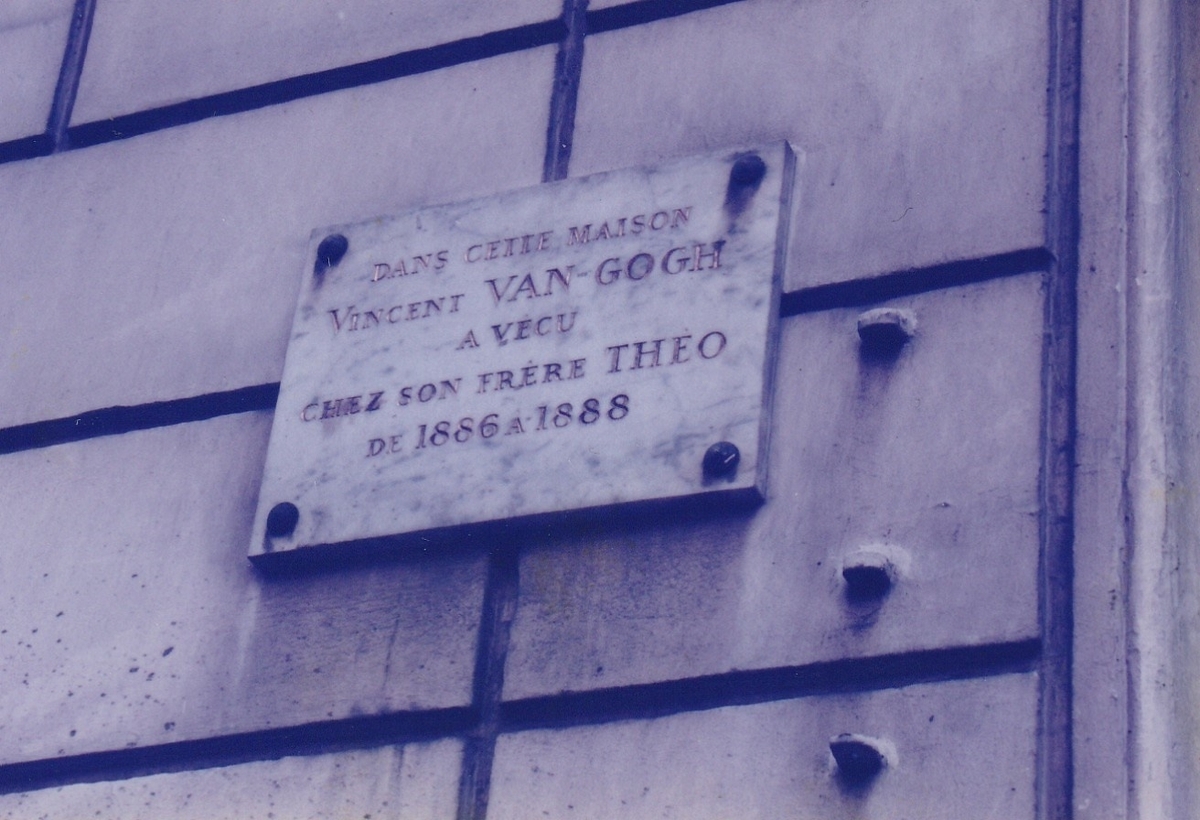 DANS CETTE MAISON
VINCENT VAN-GOGH
A VÉCU
CHEZ SON FRÈRE THÉO
DE 1886 A 1888